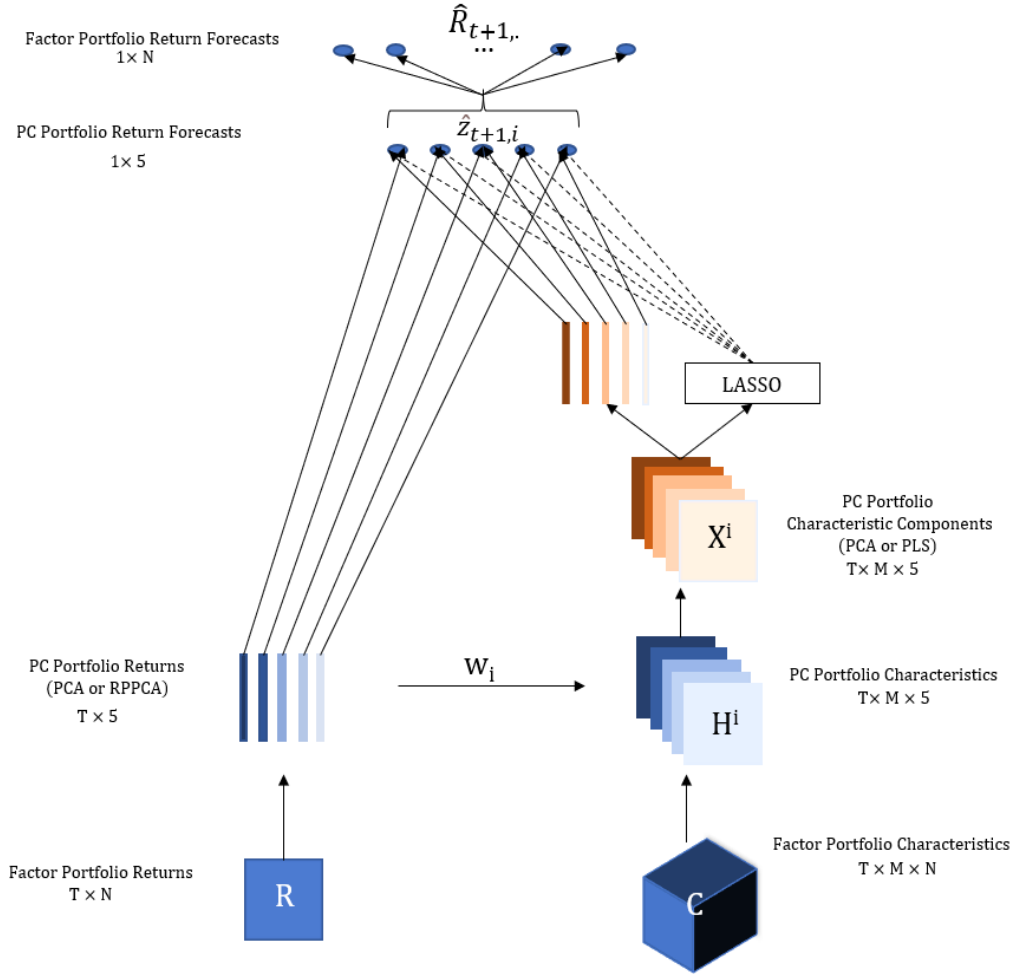 R̂ₜ₊₁,.
Factor Portfolio Return Forecasts
1× N
...
PC Portfolio Return Forecasts
1× 5
ẑₜ₊₁,ᵢ
LASSO
PC Portfolio
Characteristic Components
(PCA or PLS)
T× M × 5
Xⁱ
PC Portfolio Returns
(PCA or RPPCA)
T × 5
wᵢ
PC Portfolio Characteristics
T× M × 5
Hⁱ
Factor Portfolio Returns
T × N
R
Factor Portfolio Characteristics
T × M × N
C